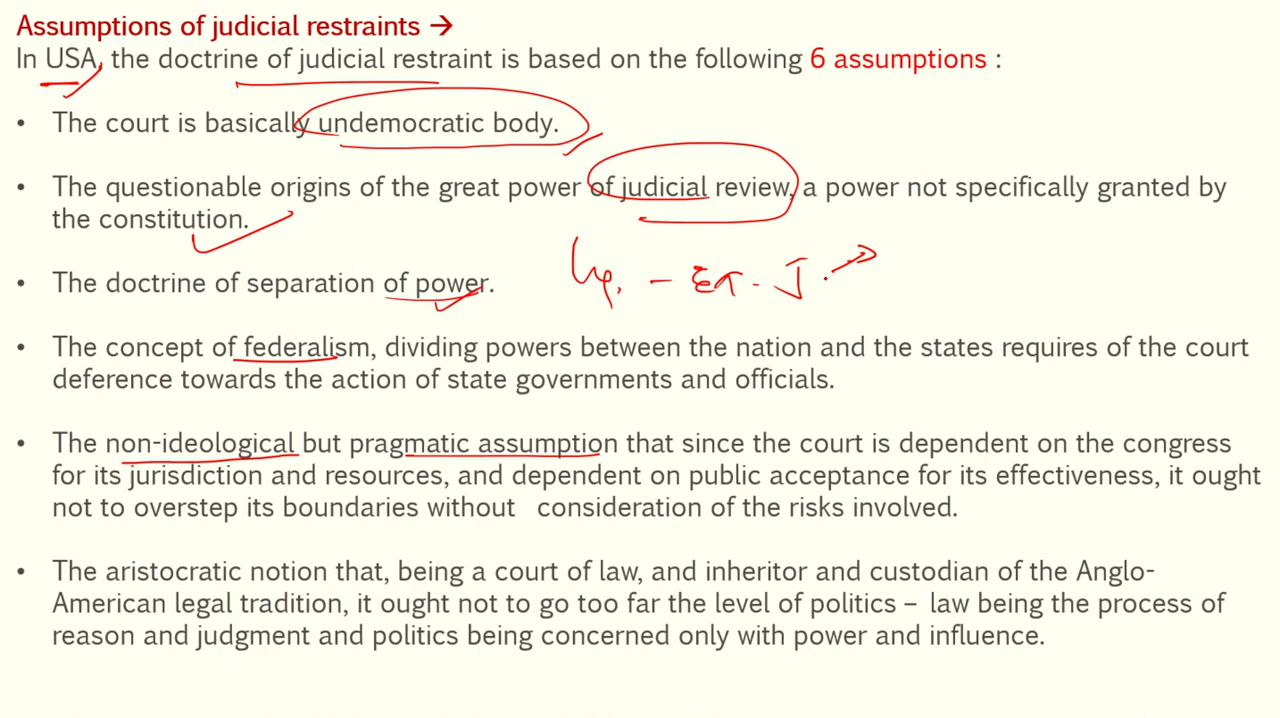 Assumptions of judicial restraints →
In USA, the doctrine of judicial restraint is based on the following 6 assumptions :
• The court is basically undemocratic body.
• The questionable origins of the great power of judicial review, a power not specifically granted by
the constitution.
• The doctrine of separation of power.
• The concept of federalism, dividing powers between the nation and the states requires of the court
deference towards the action of state governments and officials.
• The non-ideological but pragmatic assumption that since the court is dependent on the congress
for its jurisdiction and resources, and dependent on public acceptance for its effectiveness, it ought
not to overstep its boundaries without consideration of the risks involved.
• The aristocratic notion that, being a court of law, and inheritor and custodian of the Anglo-
American legal tradition, it ought not to go too far the level of politics – law being the process of
reason and judgment and politics being concerned only with power and influence.